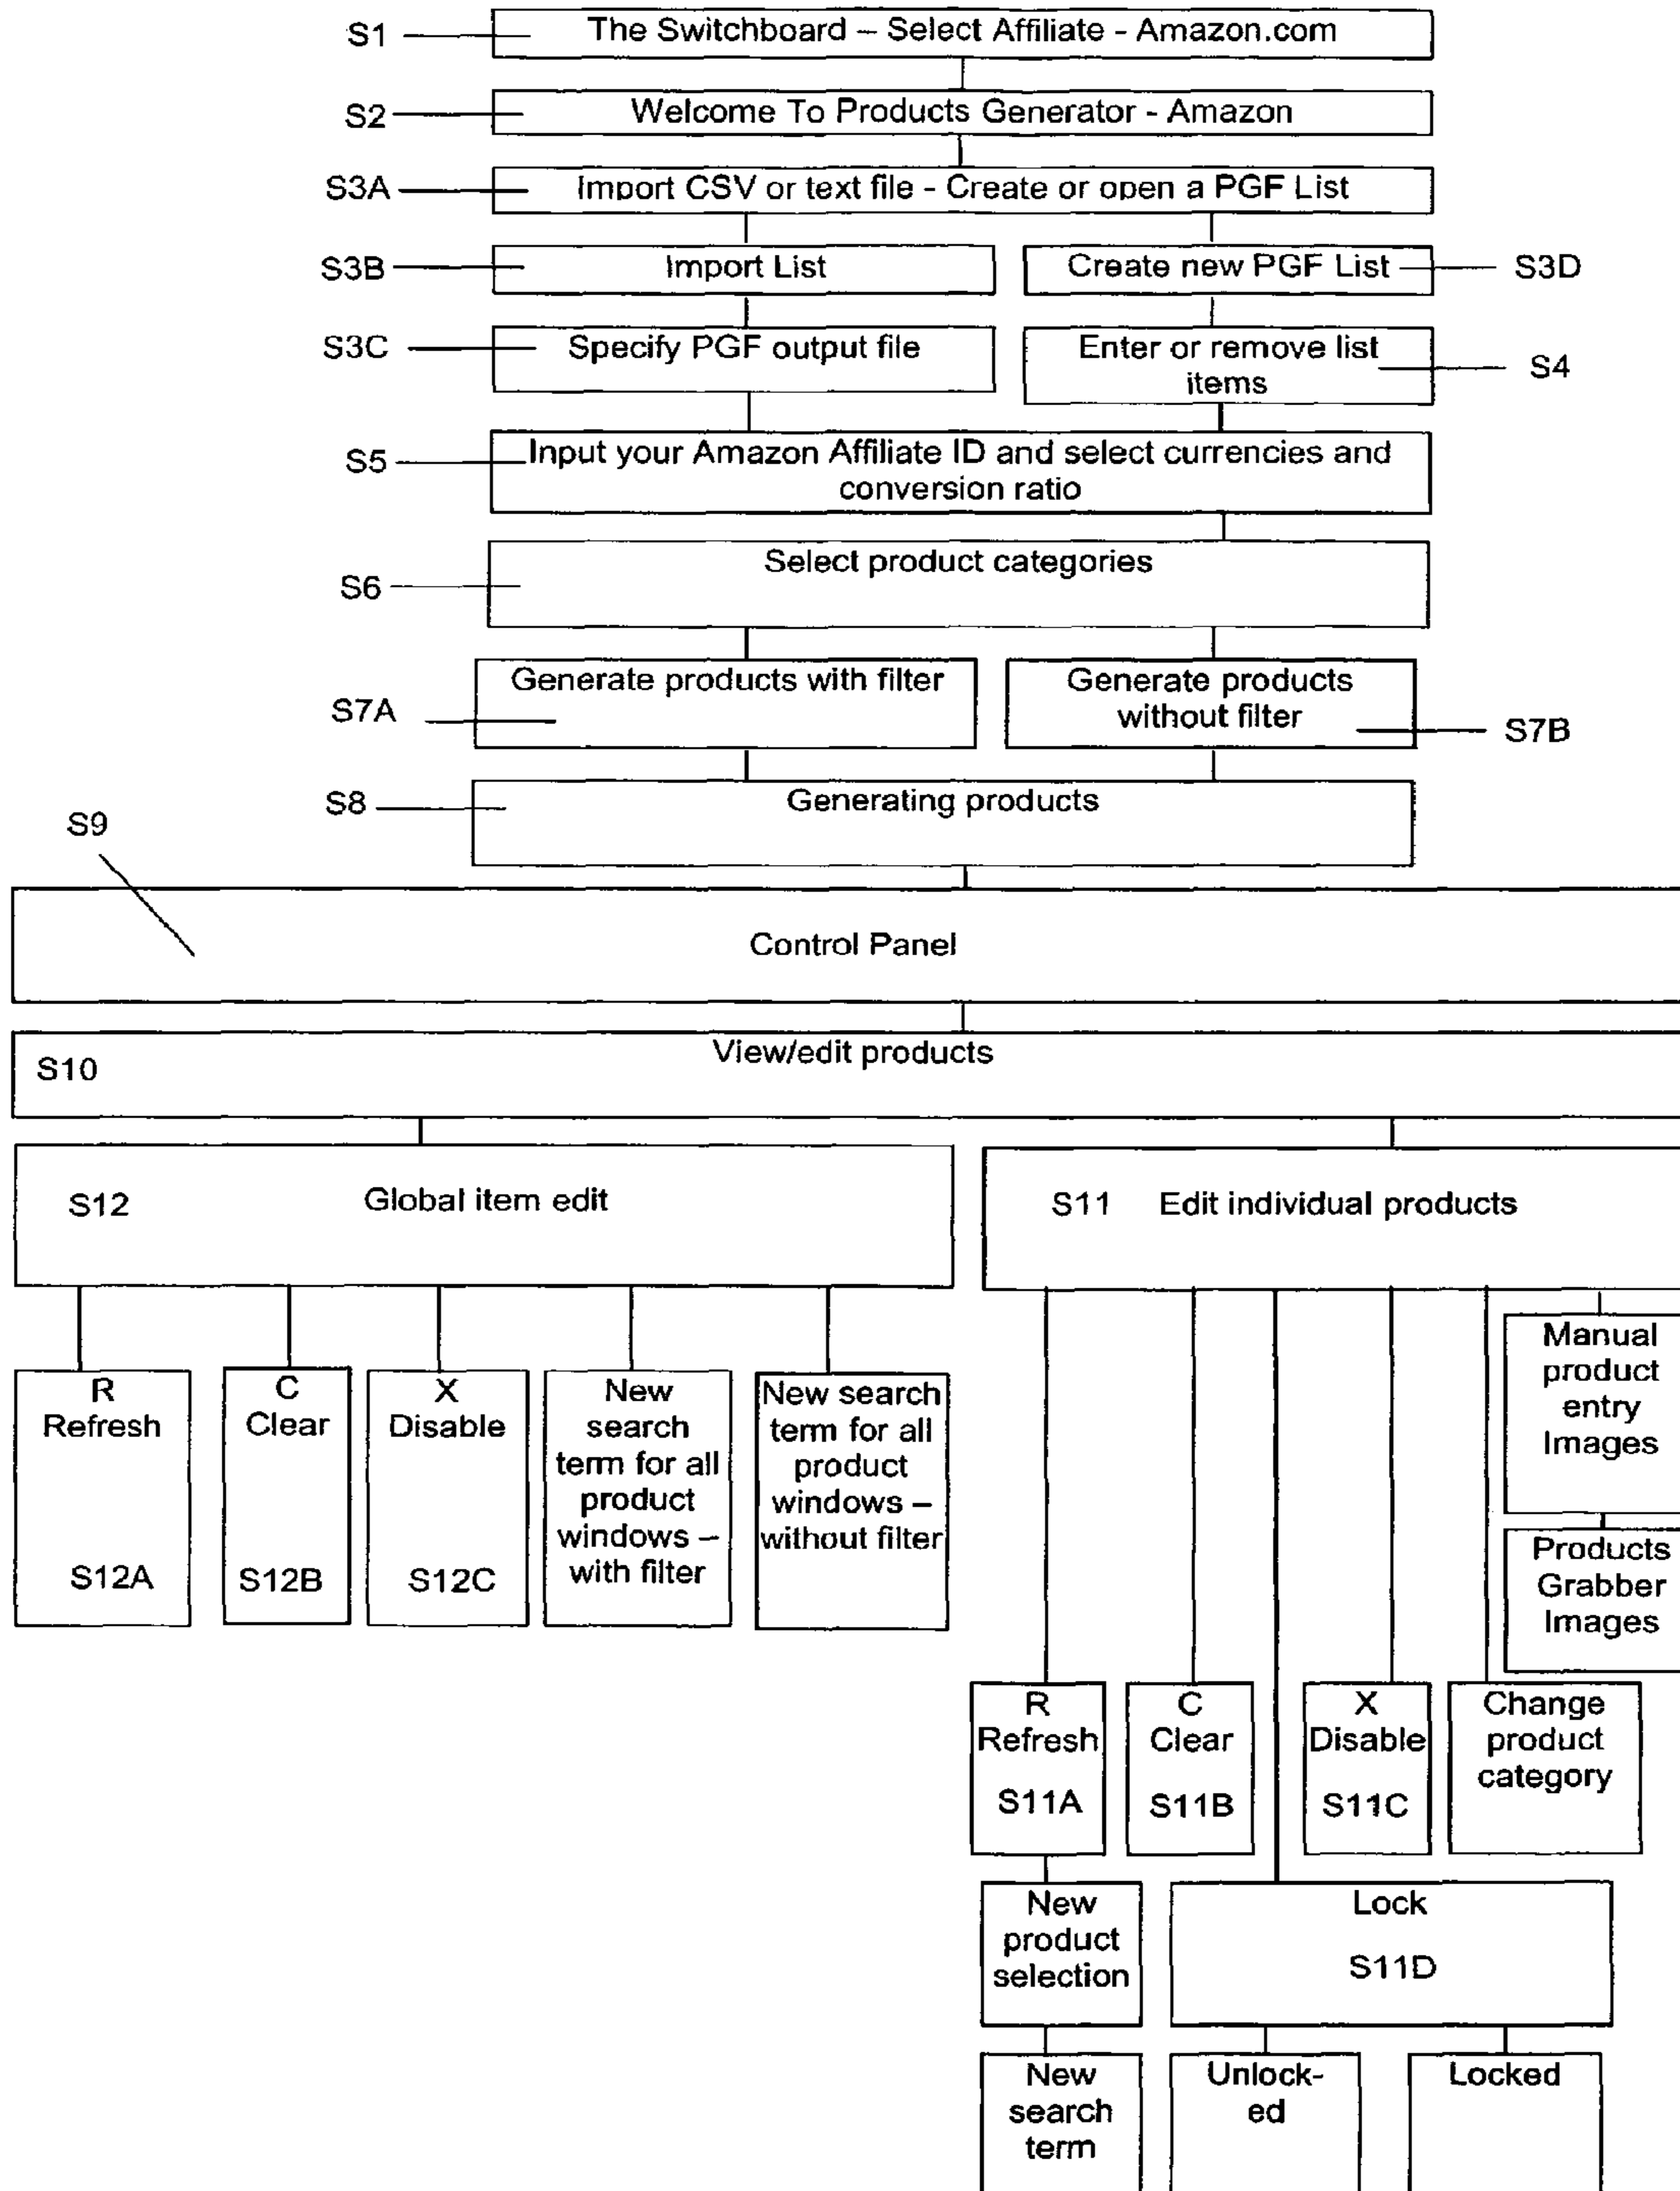 S1
The Switchboard – Select Affiliate - Amazon.com
S2
Welcome To Products Generator - Amazon
S3A
Import CSV or text file - Create or open a PGF List
S3B
Import List
Create new PGF List
S3D
S3C
Specify PGF output file
Enter or remove list
items
S4
S5
Input your Amazon Affiliate ID and select currencies and
conversion ratio
S6
Select product categories
S7A
Generate products with filter
Generate products
without filter
S7B
S8
Generating products
S9
Control Panel
S10
View/edit products
S12
Global item edit
S11
Edit individual products
R
Refresh
S12A
C
Clear
S12B
X
Disable
S12C
New
search
term for all
product
windows –
with filter
New search
term for all
product
windows –
without filter
Manual
product
entry
Images
Products
Grabber
Images
R
Refresh
S11A
C
Clear
S11B
X
Disable
S11C
Change
product
category
New
product
selection
Lock
S11D
New
search
term
Unlock-
ed
Locked